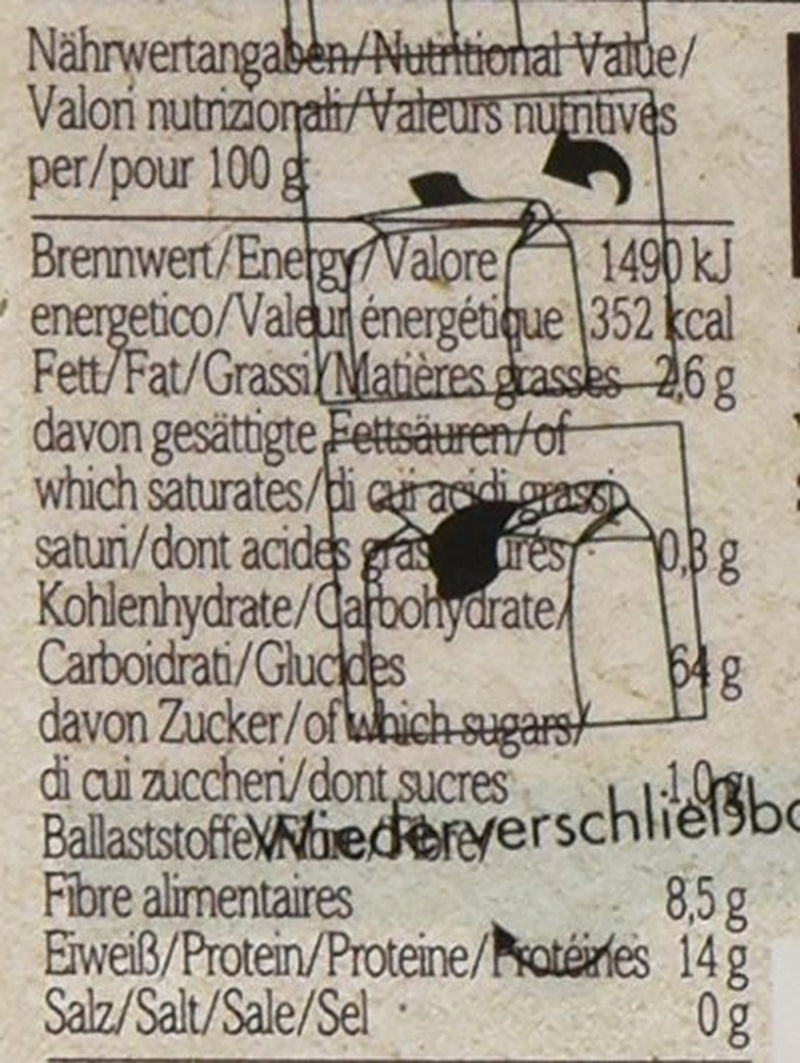 Nährwertangaben/Nutritional Value/
Valori nutrizionali/Valeurs nutritives
per/pour 100 g
Brennwert/Energy/Valore 1490 kJ
energetico/Valeur énergétique 352 kcal
Fett/Fat/Grassi/Matières grasses 2,6 g
davon gesättigte Fettsäuren/of
which saturates/di cui acidi grassi
saturi/dont acides gras 0,3 g
Kohlenhydrate/Carbohydrate/
Carboidrati/Glucides 64 g
davon Zucker/of which sugars/
di cui zuccheri/dont sucres 1,0 g
Wiederverschließba
Ballaststoffe/Fibre/Fibre/
Fibre alimentaires 8,5 g
Eiweiß/Protein/Proteine/Protéines 14 g
Salz/Salt/Sale/Sel 0 g